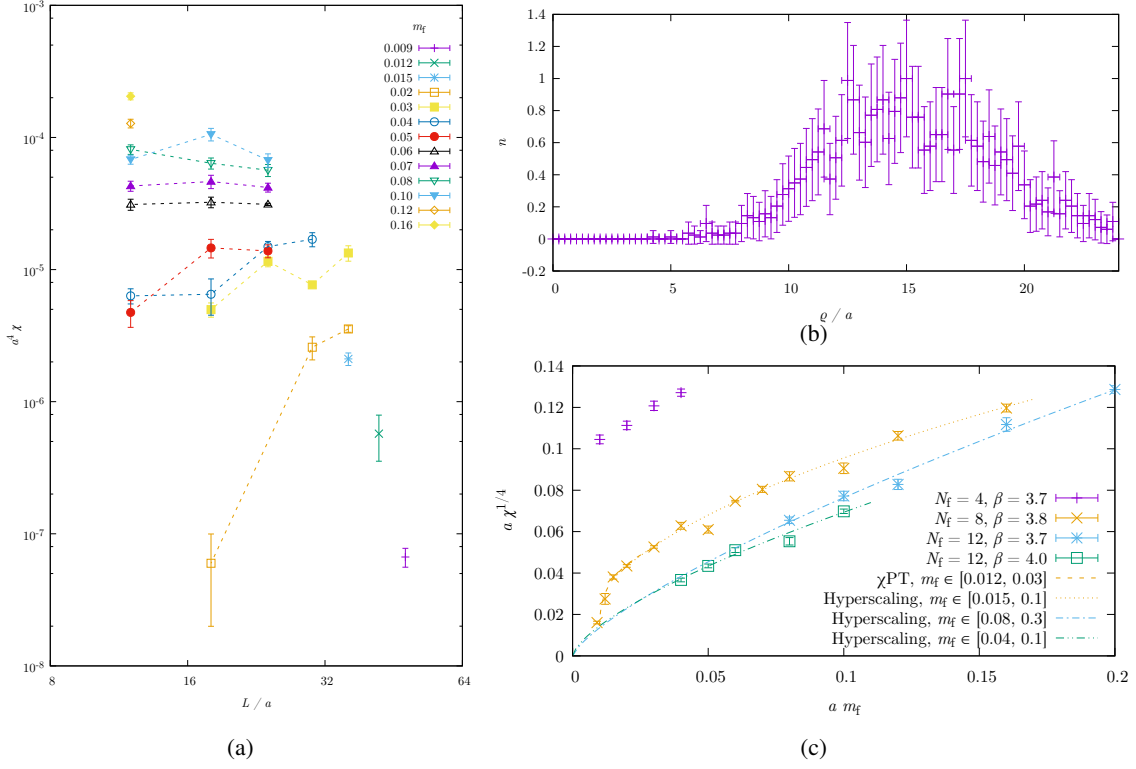 10⁻³
10⁻⁴
10⁻⁵
10⁻⁶
10⁻⁷
10⁻⁸
a⁴ χ
8
16
32
64
L / a
m_f
0.009
0.012
0.015
0.02
0.03
0.04
0.05
0.06
0.07
0.08
0.10
0.12
0.16
(a)
1.4
1.2
1
0.8
0.6
0.4
0.2
0
-0.2
n
0
5
10
15
20
ϱ / a
(b)
0.14
0.12
0.1
0.08
0.06
0.04
0.02
0
a χ^{1/4}
N_f = 4, β = 3.7
N_f = 8, β = 3.8
N_f = 12, β = 3.7
N_f = 12, β = 4.0
χPT, m_f ∈ [0.012, 0.03]
Hyperscaling, m_f ∈ [0.015, 0.1]
Hyperscaling, m_f ∈ [0.08, 0.3]
Hyperscaling, m_f ∈ [0.04, 0.1]
0
0.05
0.1
0.15
0.2
a m_f
(c)